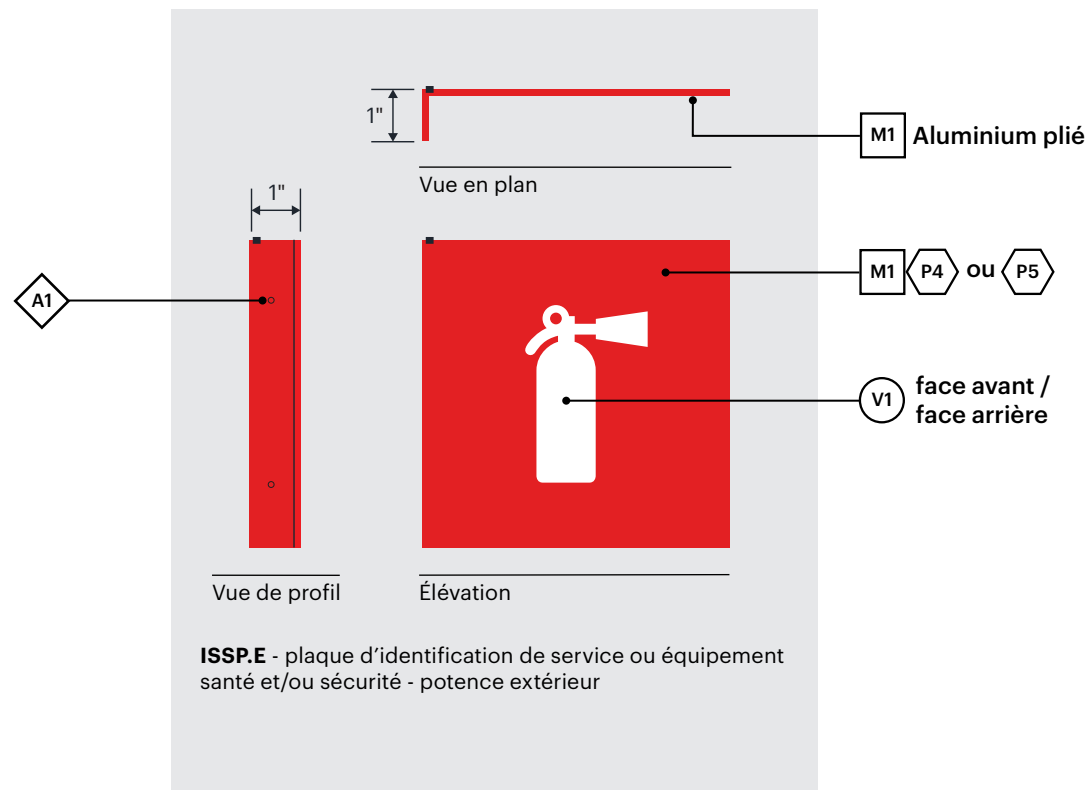 1"
M1 Aluminium plié
Vue en plan
1"
M1 P4 ou P5
A1
V1 face avant /
face arrière
Vue de profil
Élévation
ISSP.E - plaque d’identification de service ou équipement
santé et/ou sécurité - potence extérieur